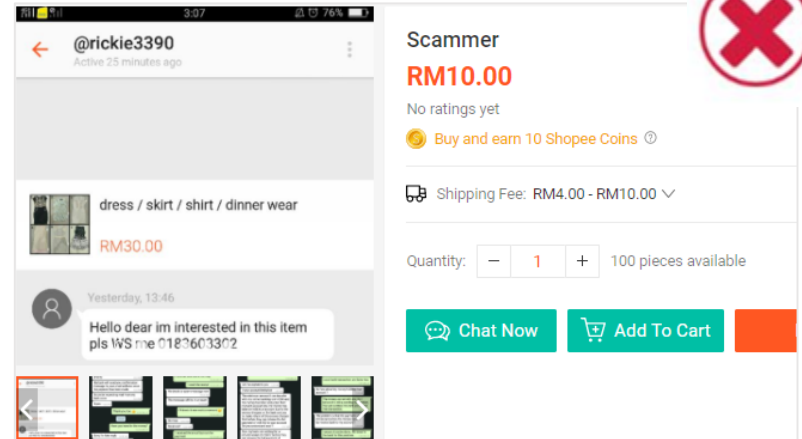 3:07
76%
@rickie3390
Active 25 minutes ago
dress / skirt / shirt / dinner wear
RM30.00
Yesterday, 13:46
Hello dear im interested in this item
pls WS me 0183603302
Scammer
RM10.00
No ratings yet
Buy and earn 10 Shopee Coins ?
Shipping Fee: RM4.00 - RM10.00
Quantity: − 1 + 100 pieces available
Chat Now
Add To Cart